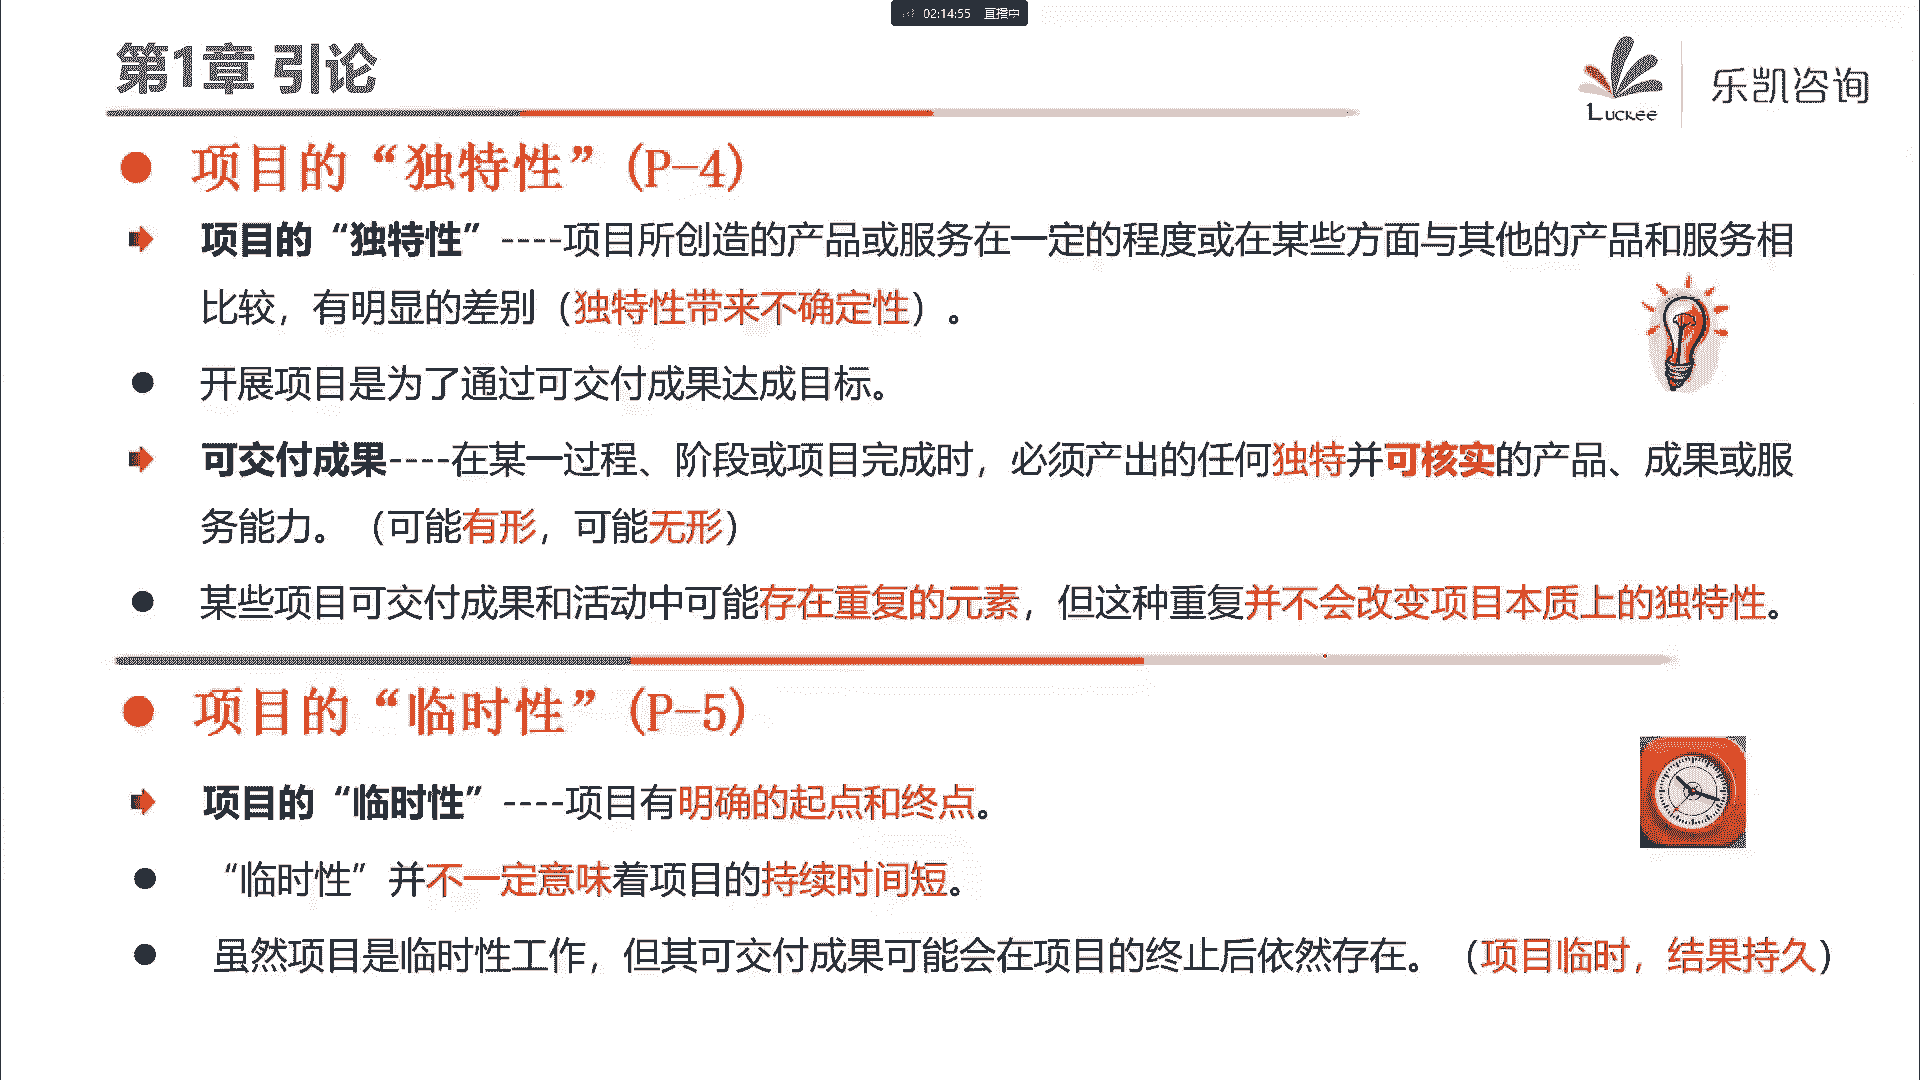 02:14:55 直播中
第1章 引论
Luckee
乐凯咨询
项目的“独特性”(P-4)
项目的“独特性”----项目所创造的产品或服务在一定的程度或在某些方面与其他的产品和服务相
比较，有明显的差别（独特性带来不确定性）。
开展项目是为了通过可交付成果达成目标。
可交付成果----在某一过程、阶段或项目完成时，必须产出的任何独特并可核实的产品、成果或服
务能力。（可能有形，可能无形）
某些项目可交付成果和活动中可能存在重复的元素，但这种重复并不会改变项目本质上的独特性。
项目的“临时性”(P-5)
项目的“临时性”----项目有明确的起点和终点。
“临时性”并不一定意味着项目的持续时间短。
虽然项目是临时性工作，但其可交付成果可能会在项目的终止后依然存在。（项目临时，结果持久）